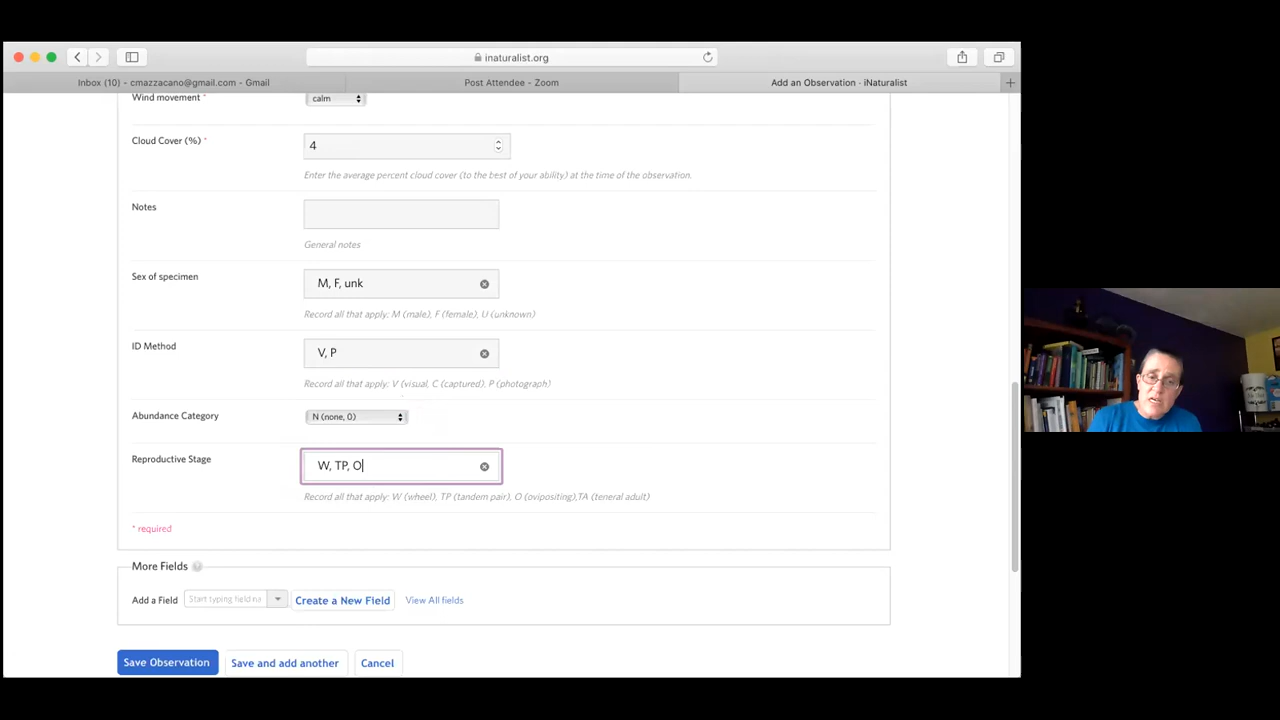 inaturalist.org
Inbox (10) - cmazzacano@gmail.com - Gmail
Post Attendee - Zoom
Add an Observation · iNaturalist
Wind movement *
calm
Cloud Cover (%) *
4
Enter the average percent cloud cover (to the best of your ability) at the time of the observation.
Notes
General notes
Sex of specimen
M, F, unk
Record all that apply: M (male), F (female), U (unknown)
ID Method
V, P
Record all that apply: V (visual, C (captured), P (photograph)
Abundance Category
N (none, 0)
Reproductive Stage
W, TP, O
Record all that apply: W (wheel), TP (tandem pair), O (ovipositing),TA (teneral adult)
* required
More Fields
Add a Field
Start typing field na
Create a New Field
View All fields
Save Observation
Save and add another
Cancel